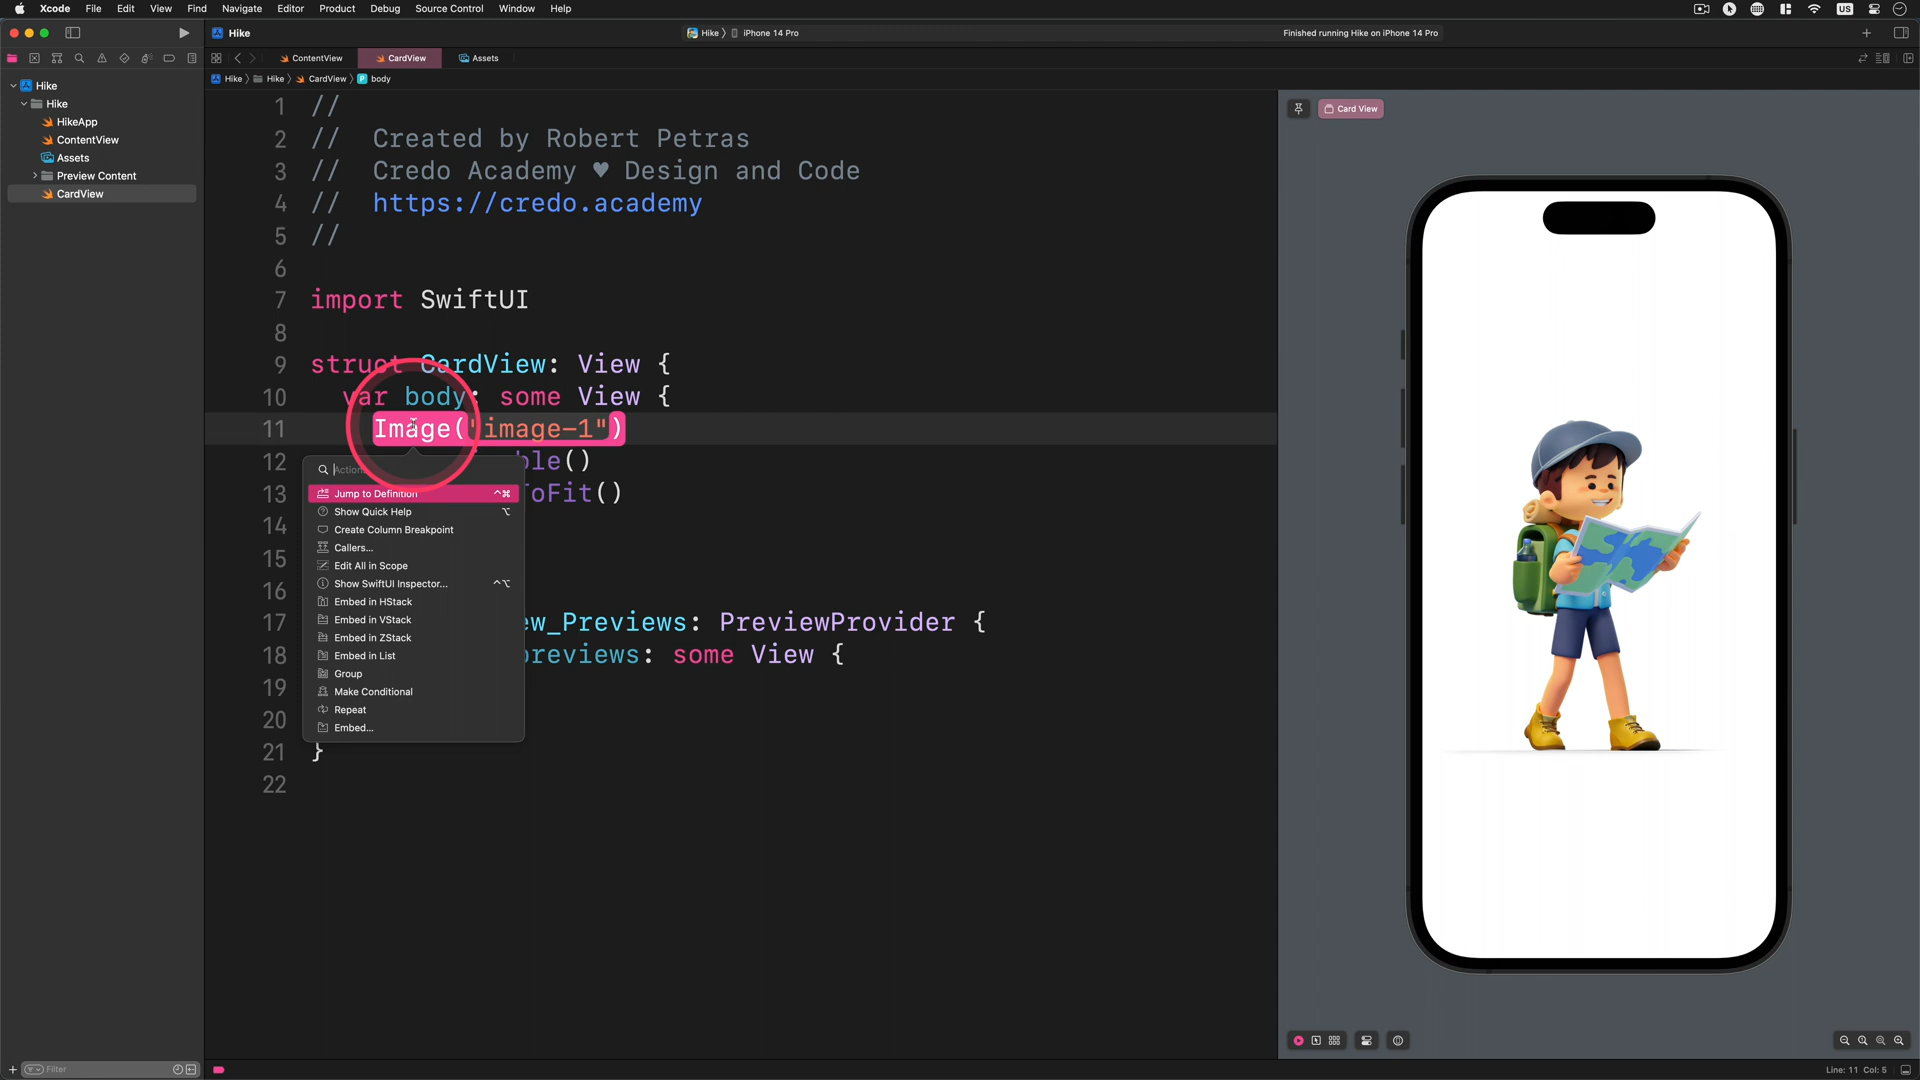 Xcode File Edit View Find Navigate Editor Product Debug Source Control Window Help US
Hike Hike iPhone 14 Pro Finished running Hike on iPhone 14 Pro
ContentView CardView Assets
Hike Hike CardView body
Hike
Hike
HikeApp
ContentView
Assets
Preview Content
CardView
1 //
2 // Created by Robert Petras
3 // Credo Academy ♥ Design and Code
4 // https://credo.academy
5 //
6
7 import SwiftUI
8
9 struct CardView: View {
10 var body: some View {
11 Image("image-1")
12 ble()
13 ToFit()
14
15
16
17 ew_Previews: PreviewProvider {
18 previews: some View {
19
20
21 }
22
Actions
Jump to Definition ^⌘
Show Quick Help ⌥
Create Column Breakpoint
Callers...
Edit All in Scope
Show SwiftUI Inspector... ^⌥
Embed in HStack
Embed in VStack
Embed in ZStack
Embed in List
Group
Make Conditional
Repeat
Embed...
Card View
Filter
Line: 11 Col: 5